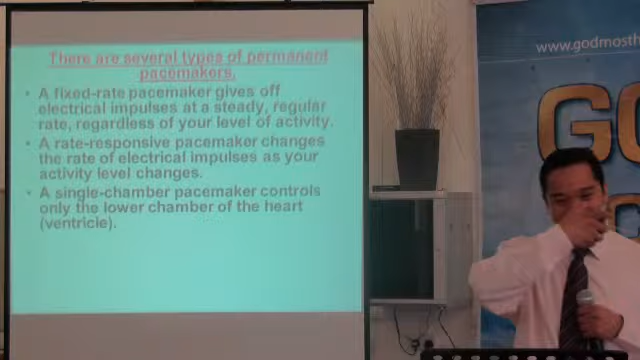 There are several types of permanent
pacemakers.
• A fixed-rate pacemaker gives off
electrical impulses at a steady, regular
rate, regardless of your level of activity.
• A rate-responsive pacemaker changes
the rate of electrical impulses as your
activity level changes.
• A single-chamber pacemaker controls
only the lower chamber of the heart
(ventricle).
www.godmosth
GO